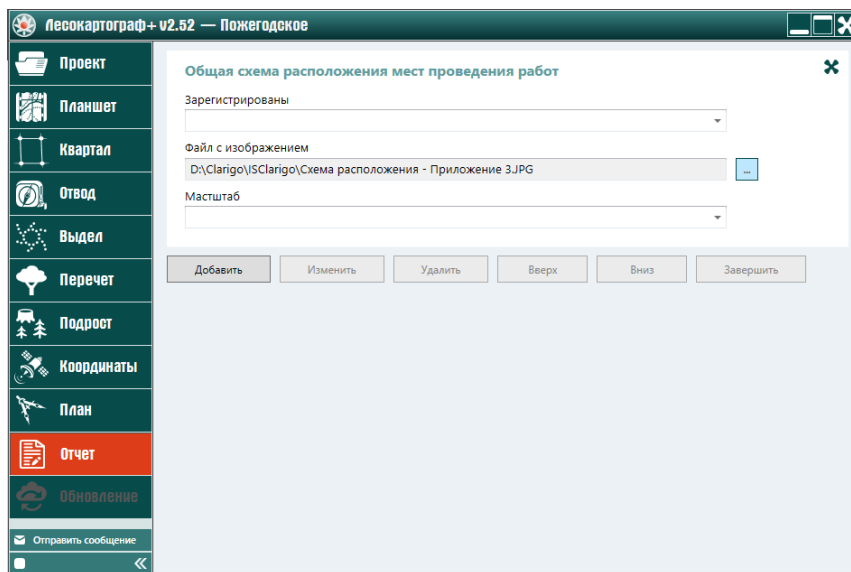 Лесокартограф+ v2.52 — Пожегодское
Проект
Планшет
Квартал
Отвод
Выдел
Перечет
Подрост
Координаты
План
Отчет
Обновление
Отправить сообщение
Общая схема расположения мест проведения работ
Зарегистрированы
Файл с изображением
D:\Clarigo\ISClarigo\Схема расположения - Приложение 3.JPG
...
Мастштаб
Добавить Изменить Удалить Вверх Вниз Завершить